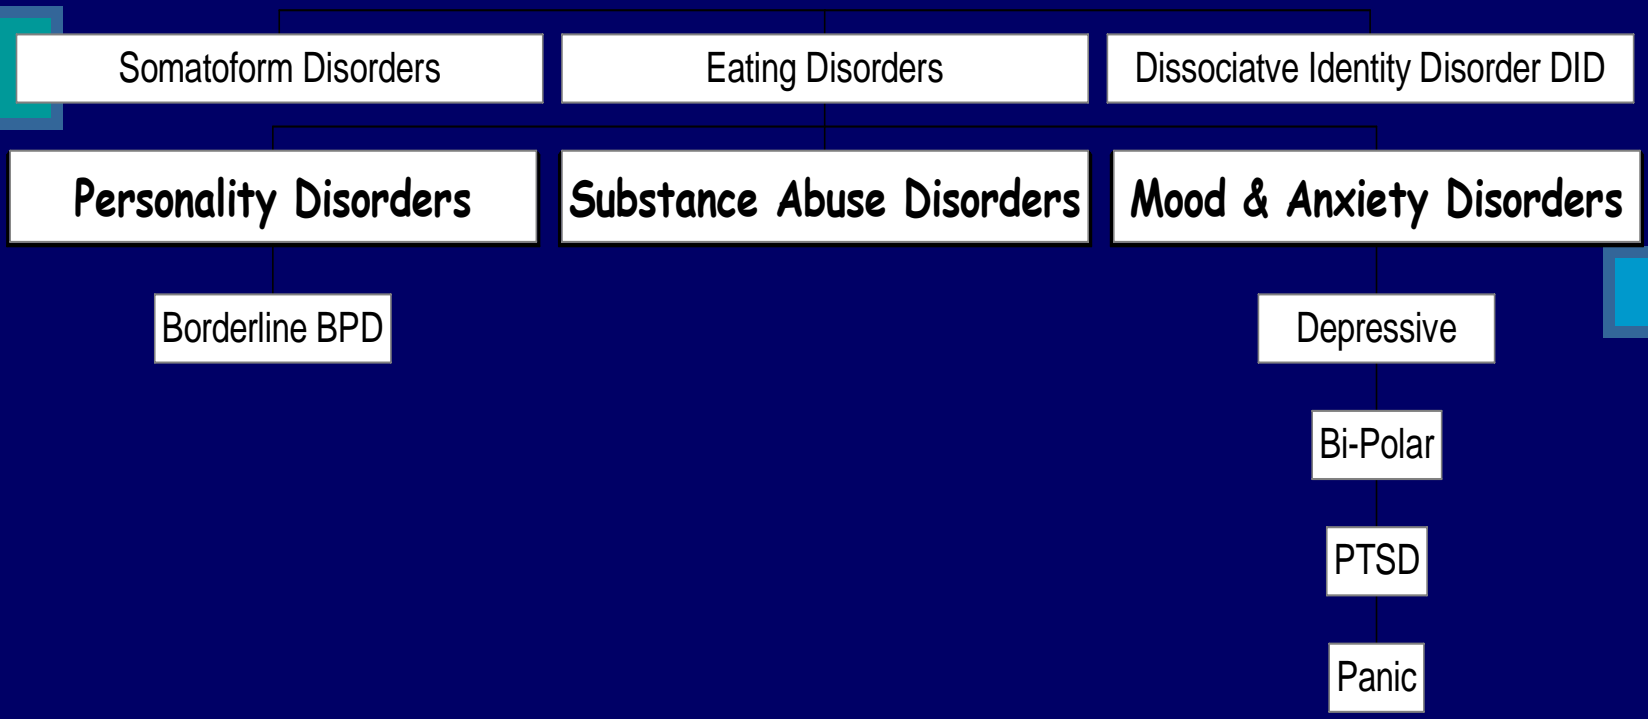 Somatoform Disorders
Eating Disorders
Dissociatve Identity Disorder DID
Personality Disorders
Substance Abuse Disorders
Mood & Anxiety Disorders
Borderline BPD
Depressive
Bi-Polar
PTSD
Panic